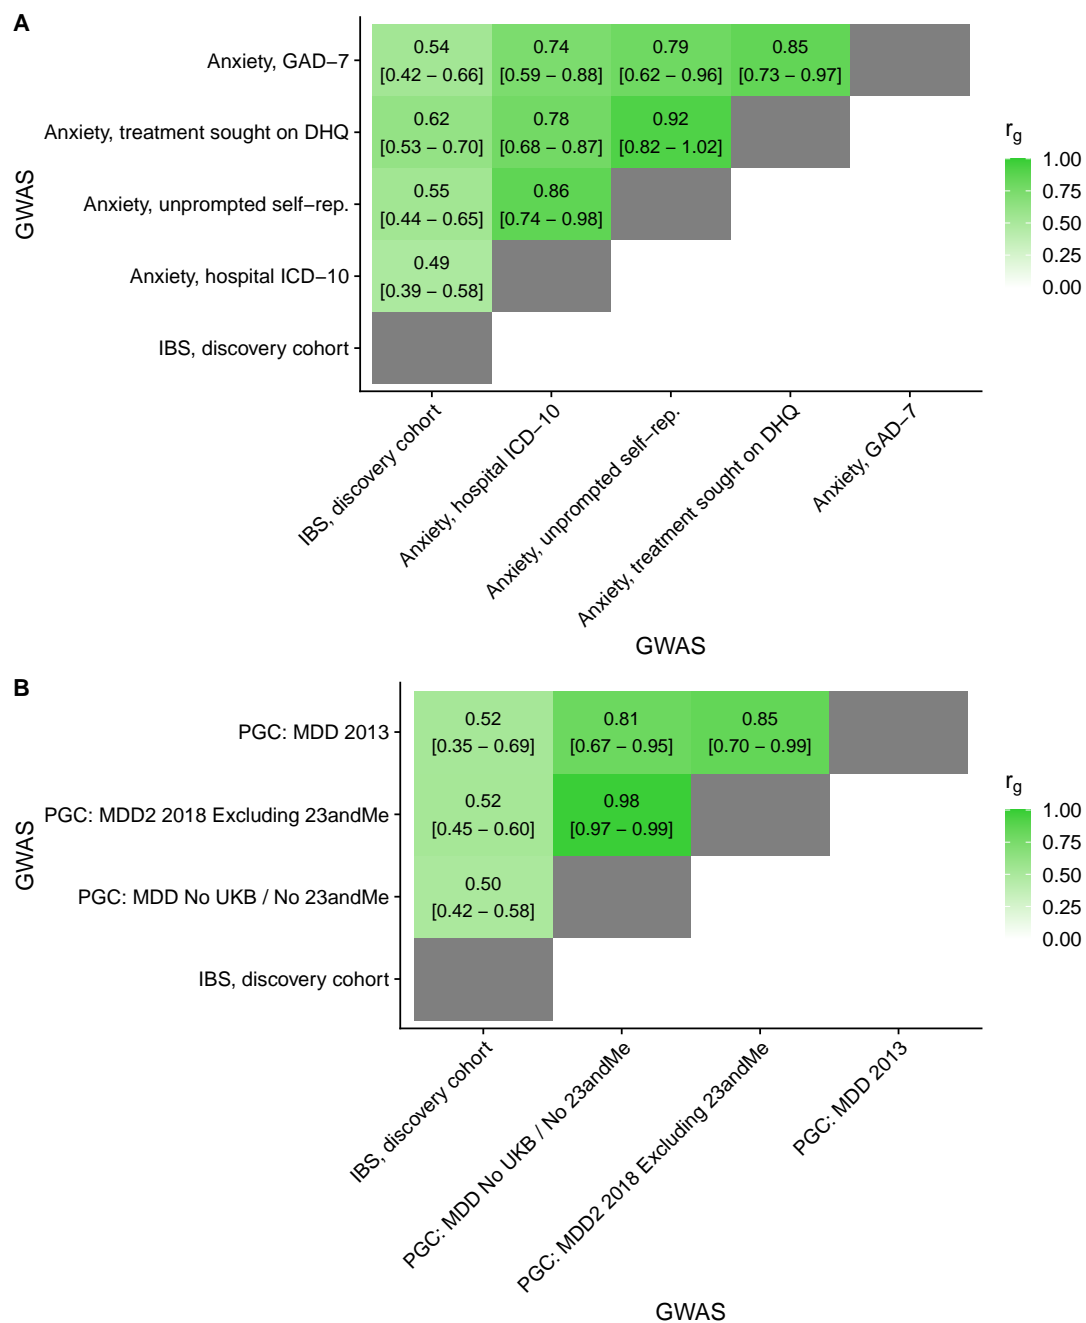 A
Anxiety, GAD−7
0.54
[0.42 − 0.66]
0.74
[0.59 − 0.88]
0.79
[0.62 − 0.96]
0.85
[0.73 − 0.97]
Anxiety, treatment sought on DHQ
0.62
[0.53 − 0.70]
0.78
[0.68 − 0.87]
0.92
[0.82 − 1.02]
Anxiety, unprompted self−rep.
0.55
[0.44 − 0.65]
0.86
[0.74 − 0.98]
Anxiety, hospital ICD−10
0.49
[0.39 − 0.58]
IBS, discovery cohort
GWAS
IBS, discovery cohort
Anxiety, hospital ICD−10
Anxiety, unprompted self−rep.
Anxiety, treatment sought on DHQ
Anxiety, GAD−7
GWAS
rg
1.00
0.75
0.50
0.25
0.00
B
PGC: MDD 2013
0.52
[0.35 − 0.69]
0.81
[0.67 − 0.95]
0.85
[0.70 − 0.99]
PGC: MDD2 2018 Excluding 23andMe
0.52
[0.45 − 0.60]
0.98
[0.97 − 0.99]
PGC: MDD No UKB / No 23andMe
0.50
[0.42 − 0.58]
IBS, discovery cohort
GWAS
IBS, discovery cohort
PGC: MDD No UKB / No 23andMe
PGC: MDD2 2018 Excluding 23andMe
PGC: MDD 2013
GWAS
rg
1.00
0.75
0.50
0.25
0.00